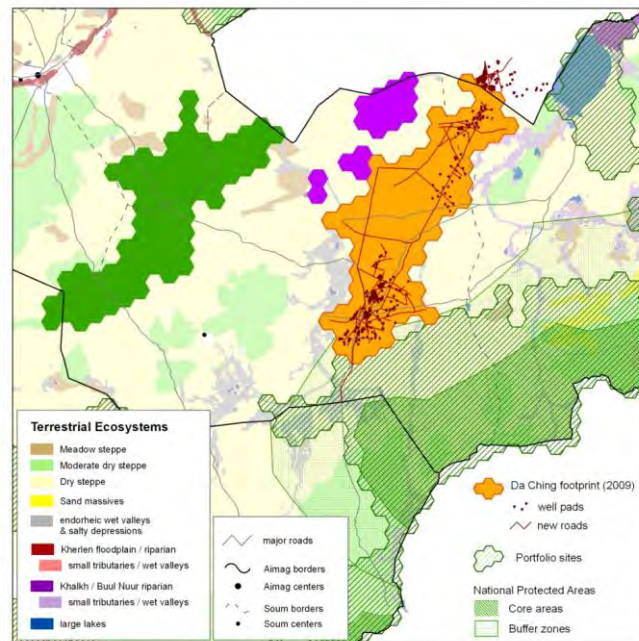 Terrestrial Ecosystems
Meadow steppe
Moderate dry steppe
Dry steppe
Sand massives
endorheic wet valleys
& salty depressions
Kherlen floodplain / riparian
small tributaries / wet valleys
Khalkh / Buul Nuur riparian
small tributaries / wet valleys
large lakes
major roads
Aimag borders
Aimag centers
Soum borders
Soum centers
Da Ching footprint (2009)
well pads
new roads
Portfolio sites
National Protected Areas
Core areas
Buffer zones